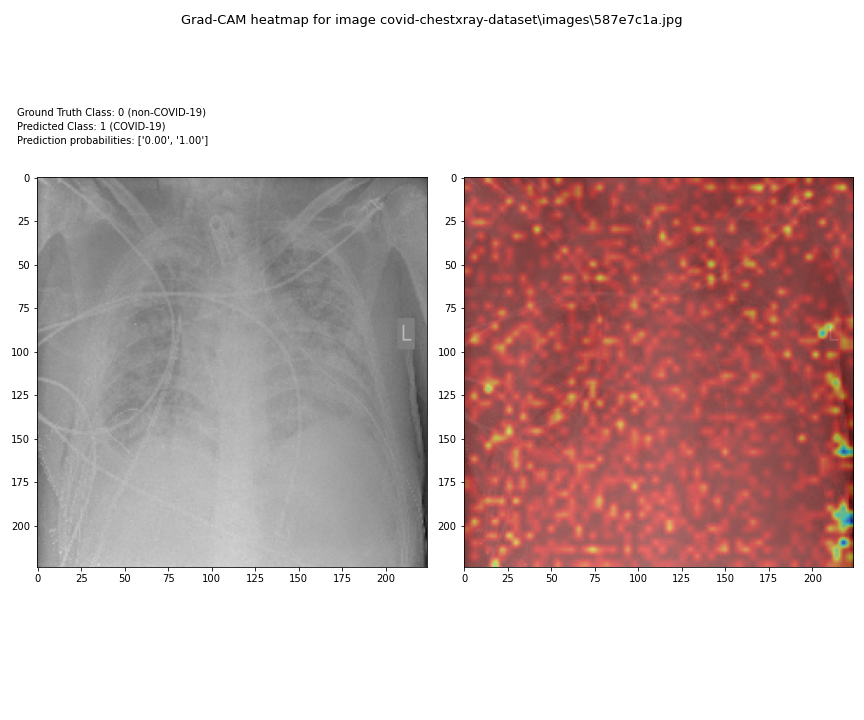 Grad-CAM heatmap for image covid-chestxray-dataset\images\587e7c1a.jpg
Ground Truth Class: 0 (non-COVID-19)
Predicted Class: 1 (COVID-19)
Prediction probabilities: ['0.00', '1.00']
0
25
50
75
100
125
150
175
200
L
0 25 50 75 100 125 150 175 200
0
25
50
75
100
125
150
175
200
L
0 25 50 75 100 125 150 175 200